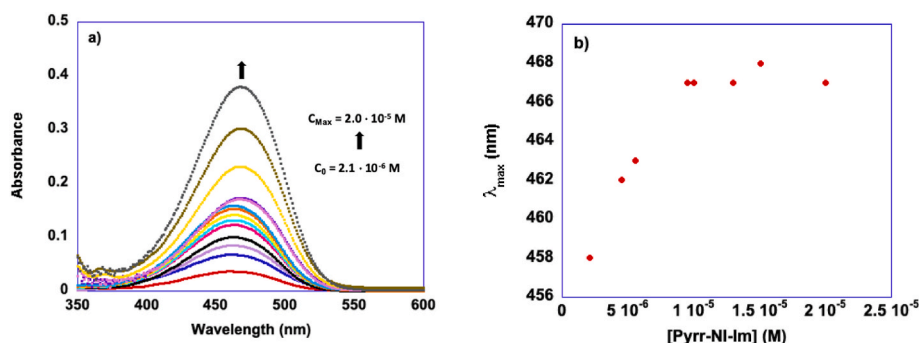 a)
0.5
0.4
0.3
0.2
0.1
0
Absorbance
C_Max = 2.0 · 10⁻⁵ M
C₀ = 2.1 · 10⁻⁶ M
350 400 450 500 550 600
Wavelength (nm)
b)
470
468
466
464
462
460
458
456
λ_max (nm)
0 5 10⁻⁶ 1 10⁻⁵ 1.5 10⁻⁵ 2 10⁻⁵ 2.5 10⁻⁵
[Pyrr-NI-Im] (M)